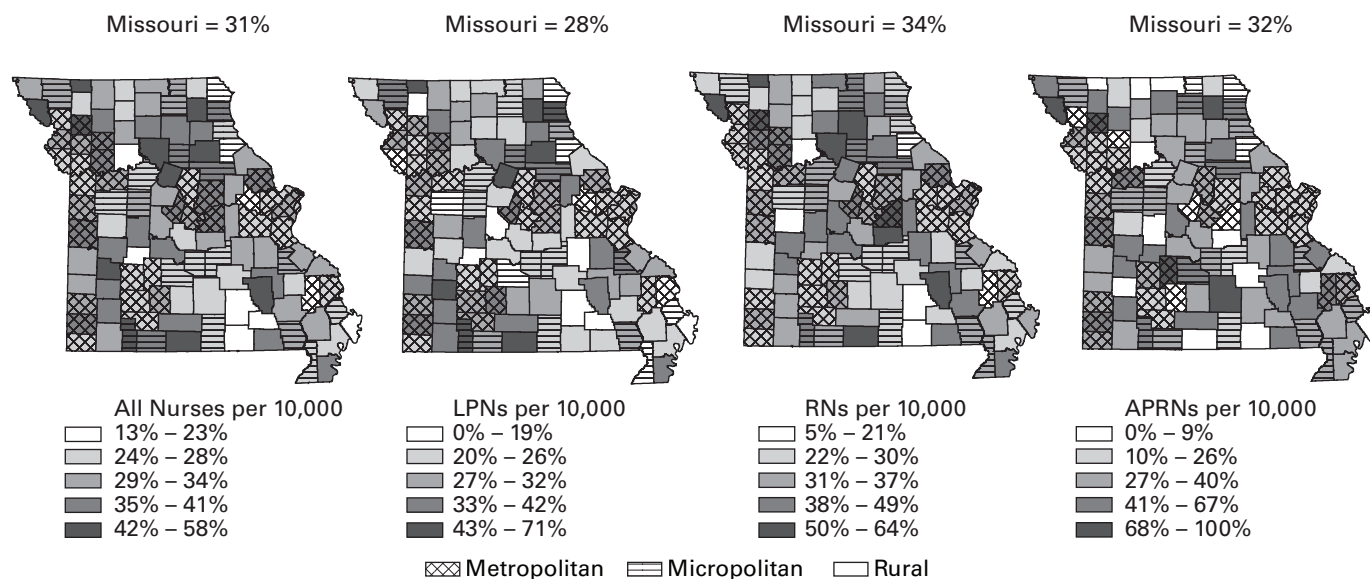 Missouri = 31%
Missouri = 28%
Missouri = 34%
Missouri = 32%
All Nurses per 10,000
13% – 23%
24% – 28%
29% – 34%
35% – 41%
42% – 58%
LPNs per 10,000
0% – 19%
20% – 26%
27% – 32%
33% – 42%
43% – 71%
RNs per 10,000
5% – 21%
22% – 30%
31% – 37%
38% – 49%
50% – 64%
APRNs per 10,000
0% – 9%
10% – 26%
27% – 40%
41% – 67%
68% – 100%
Metropolitan
Micropolitan
Rural